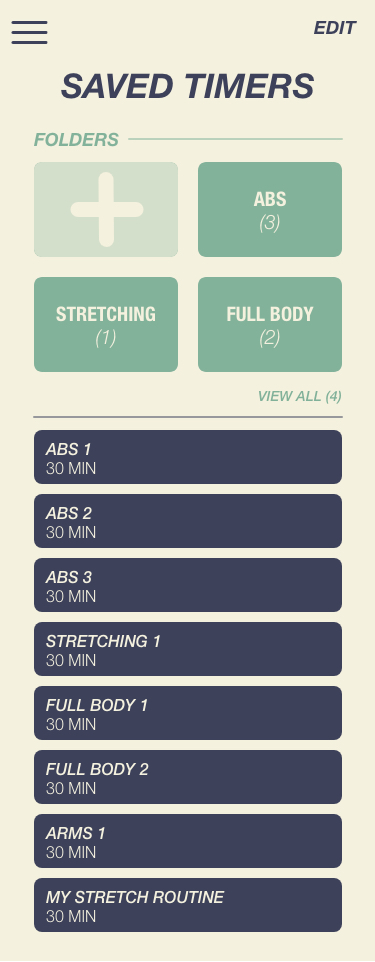 EDIT
SAVED TIMERS
FOLDERS
ABS
(3)
STRETCHING
(1)
FULL BODY
(2)
VIEW ALL (4)
ABS 1
30 MIN
ABS 2
30 MIN
ABS 3
30 MIN
STRETCHING 1
30 MIN
FULL BODY 1
30 MIN
FULL BODY 2
30 MIN
ARMS 1
30 MIN
MY STRETCH ROUTINE
30 MIN